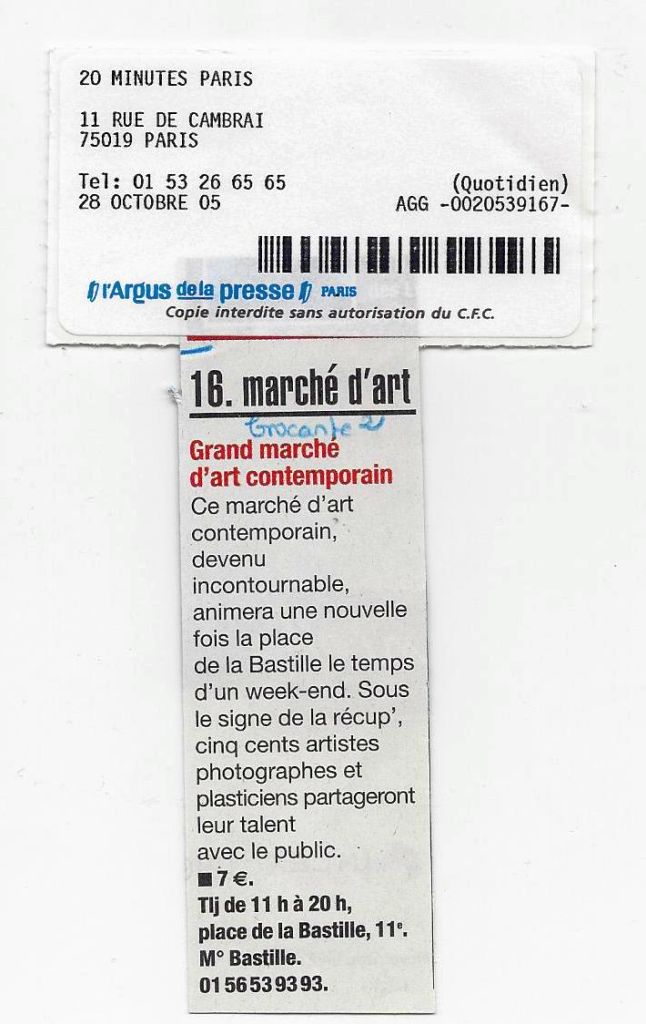 20 MINUTES PARIS
11 RUE DE CAMBRAI
75019 PARIS
Tel: 01 53 26 65 65
(Quotidien)
28 OCTOBRE 05
AGG -0020539167-
l'Argus de la presse PARIS
Copie interdite sans autorisation du C.F.C.
16. marché d'art
brocante 2
Grand marché
d'art contemporain
Ce marché d'art
contemporain,
devenu
incontournable,
animera une nouvelle
fois la place
de la Bastille le temps
d'un week-end. Sous
le signe de la récup',
cinq cents artistes
photographes et
plasticiens partageront
leur talent
avec le public.
■ 7 €.
Tlj de 11 h à 20 h,
place de la Bastille, 11e.
M° Bastille.
01 56 53 93 93.